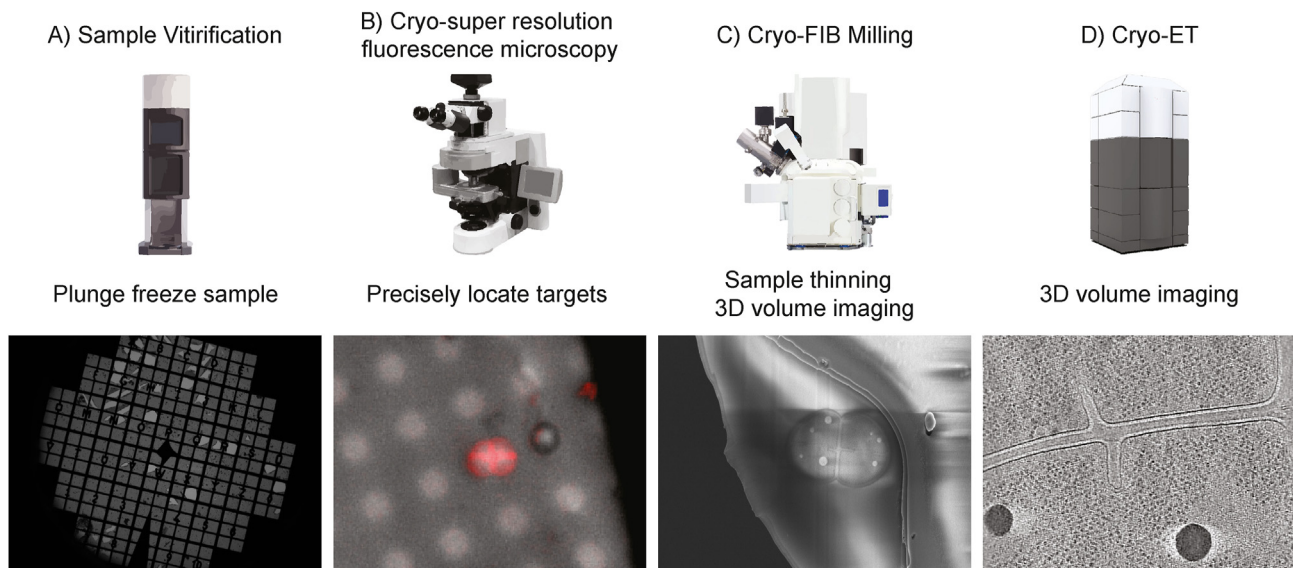 A) Sample Vitirification
B) Cryo-super resolution
fluorescence microscopy
C) Cryo-FIB Milling
D) Cryo-ET
Plunge freeze sample
Precisely locate targets
Sample thinning
3D volume imaging
3D volume imaging